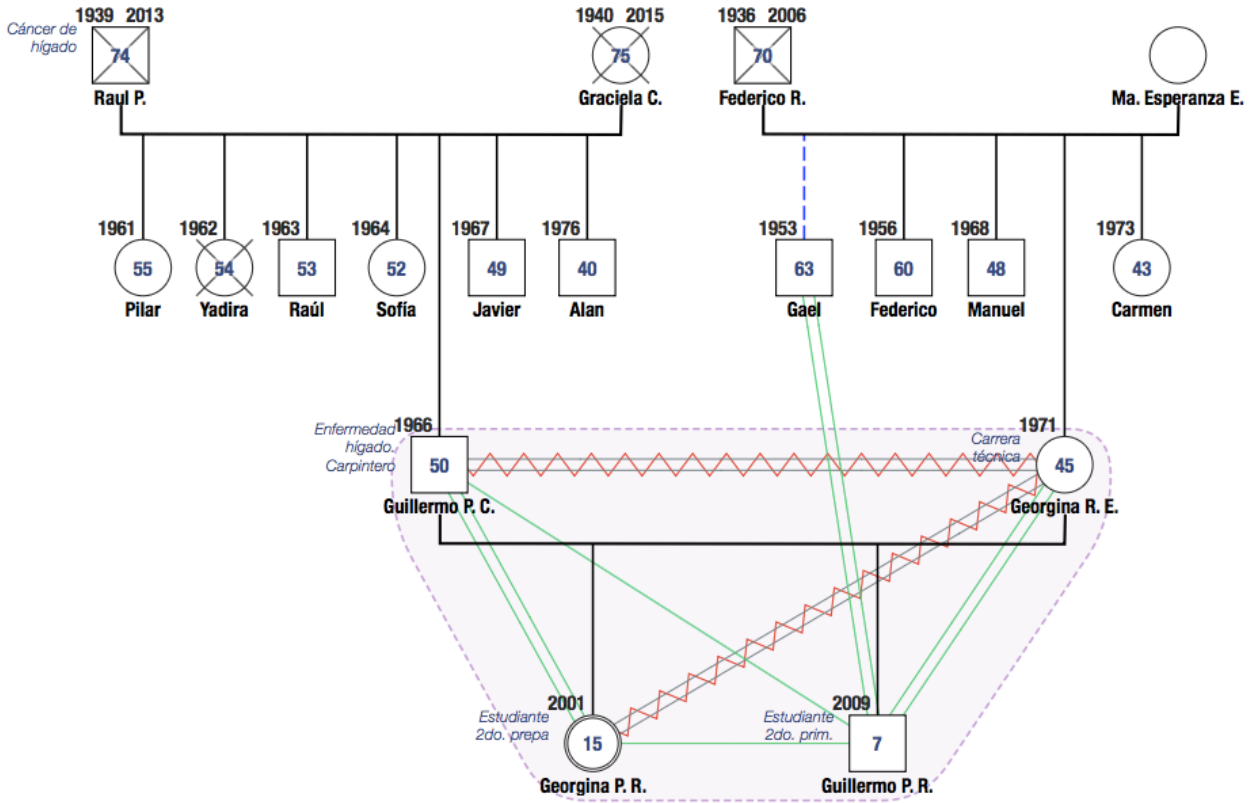 1939 2013
1940 2015
1936 2006
Cáncer de
hígado
74
75
70
Raul P.
Graciela C.
Federico R.
Ma. Esperanza E.
1961
1962
1963
1964
1967
1976
1953
1956
1968
1973
55
54
53
52
49
40
63
60
48
43
Pilar
Yadira
Raúl
Sofía
Javier
Alan
Gael
Federico
Manuel
Carmen
1966
1971
Enfermedad
hígado.
Carpintero
Carrera
técnica
50
45
Guillermo P. C.
Georgina R. E.
2001
2009
Estudiante
2do. prepa
Estudiante
2do. prim.
15
7
Georgina P. R.
Guillermo P. R.